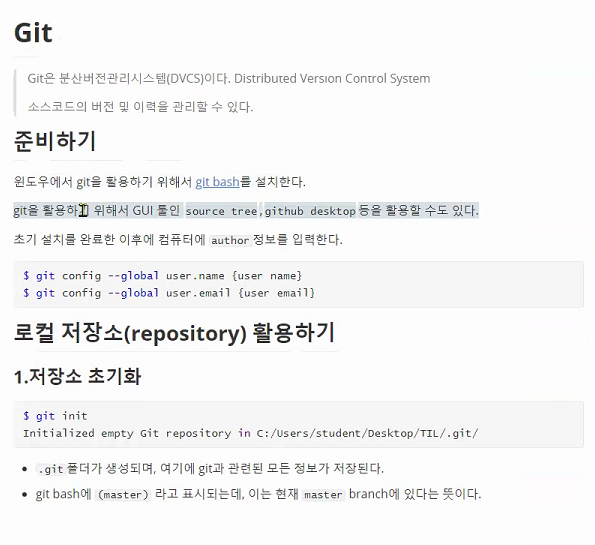 Git
Git은 분산버전관리시스템(DVCS)이다. Distributed Version Control System
소스코드의 버전 및 이력을 관리할 수 있다.
준비하기
윈도우에서 git을 활용하기 위해서 git bash를 설치한다.
git을 활용하기 위해서 GUI 툴인 source tree,github desktop 등을 활용할 수도 있다.
초기 설치를 완료한 이후에 컴퓨터에 author정보를 입력한다.
$ git config --global user.name {user name}
$ git config --global user.email {user email}
로컬 저장소(repository) 활용하기
1.저장소 초기화
$ git init
Initialized empty Git repository in C:/Users/student/Desktop/TIL/.git/
.git폴더가 생성되며, 여기에 git과 관련된 모든 정보가 저장된다.
git bash에 (master) 라고 표시되는데, 이는 현재 master branch에 있다는 뜻이다.